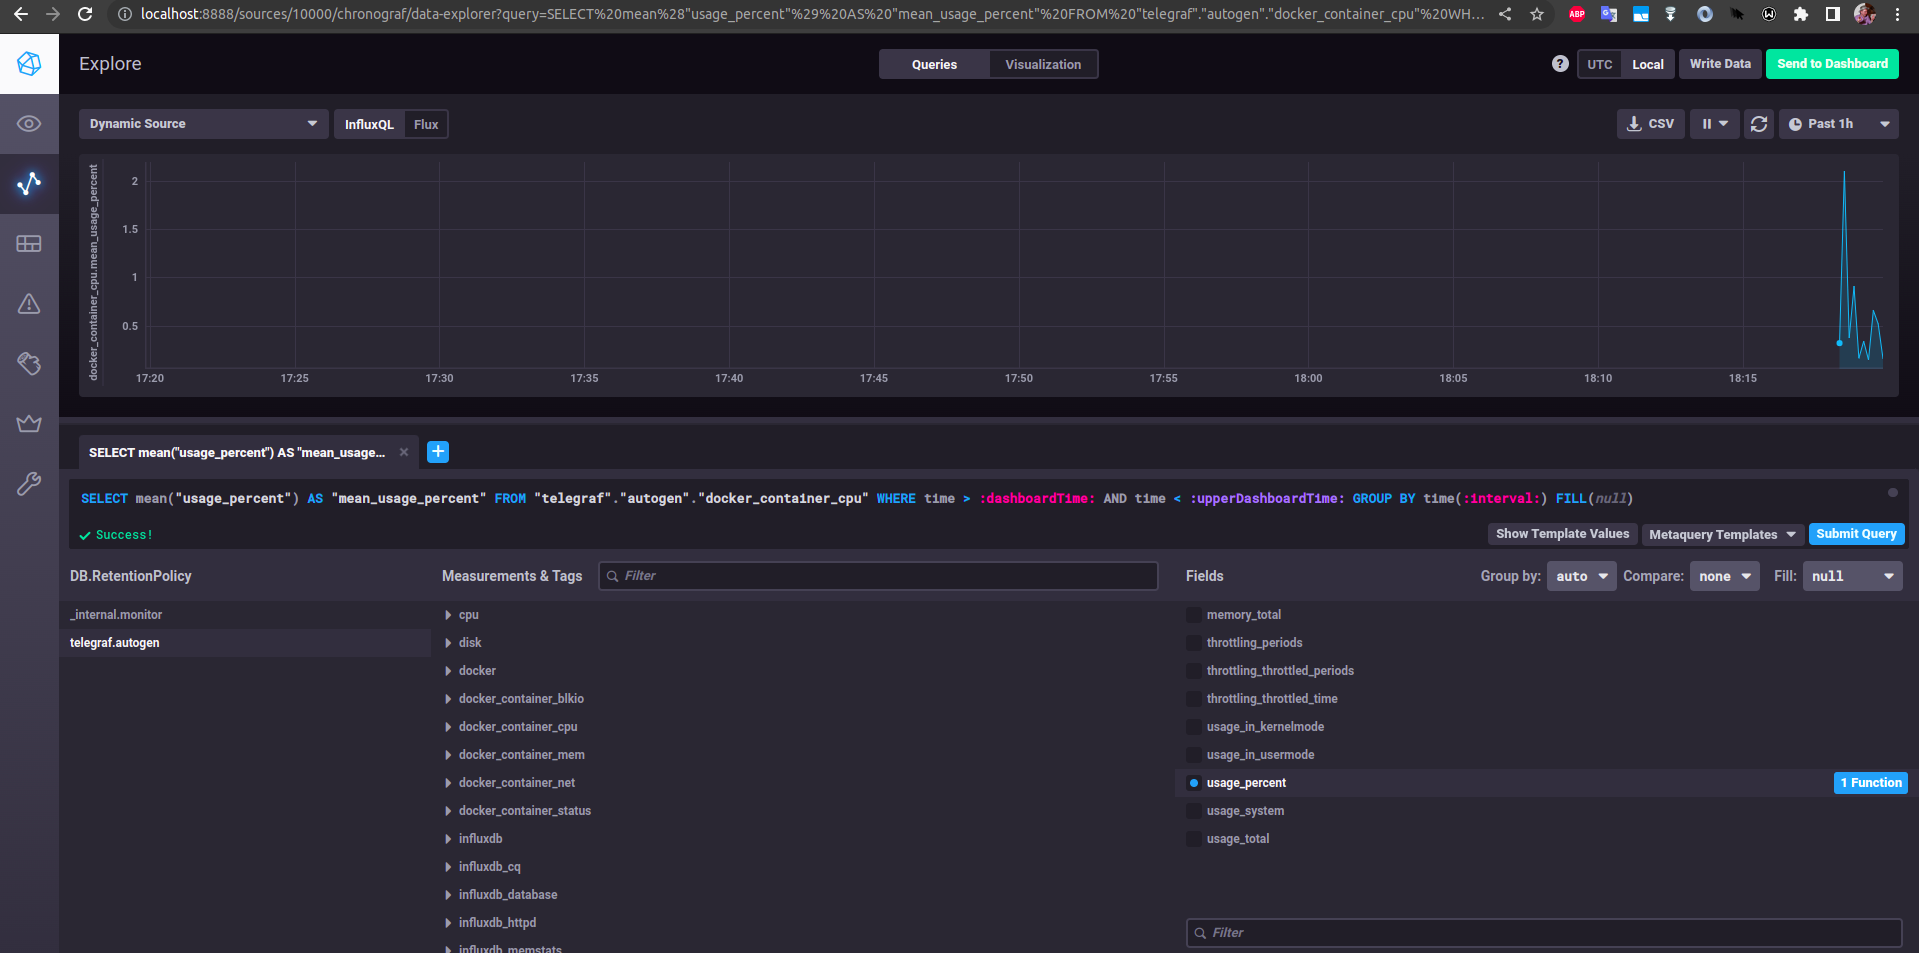 localhost:8888/sources/10000/chronograf/data-explorer?query=SELECT%20mean%28"usage_percent"%29%20AS%20"mean_usage_percent"%20FROM%20"telegraf"."autogen"."docker_container_cpu"%20WH...
ABP
Explore
Queries
Visualization
?
UTC
Local
Write Data
Send to Dashboard
Dynamic Source
InfluxQL
Flux
CSV
Past 1h
docker_container_cpu.mean_usage_percent
2
1.5
1
0.5
17:20 17:25 17:30 17:35 17:40 17:45 17:50 17:55 18:00 18:05 18:10 18:15
SELECT mean("usage_percent") AS "mean_usage... × +
SELECT mean("usage_percent") AS "mean_usage_percent" FROM "telegraf"."autogen"."docker_container_cpu" WHERE time > :dashboardTime: AND time < :upperDashboardTime: GROUP BY time(:interval:) FILL(null)
Success!
Show Template Values
Metaquery Templates
Submit Query
DB.RetentionPolicy
_internal.monitor
telegraf.autogen
Measurements & Tags
Filter
cpu
disk
docker
docker_container_blkio
docker_container_cpu
docker_container_mem
docker_container_net
docker_container_status
influxdb
influxdb_cq
influxdb_database
influxdb_httpd
influxdb_memstats
Fields
Group by: auto Compare: none Fill: null
memory_total
throttling_periods
throttling_throttled_periods
throttling_throttled_time
usage_in_kernelmode
usage_in_usermode
usage_percent
1 Function
usage_system
usage_total
Filter